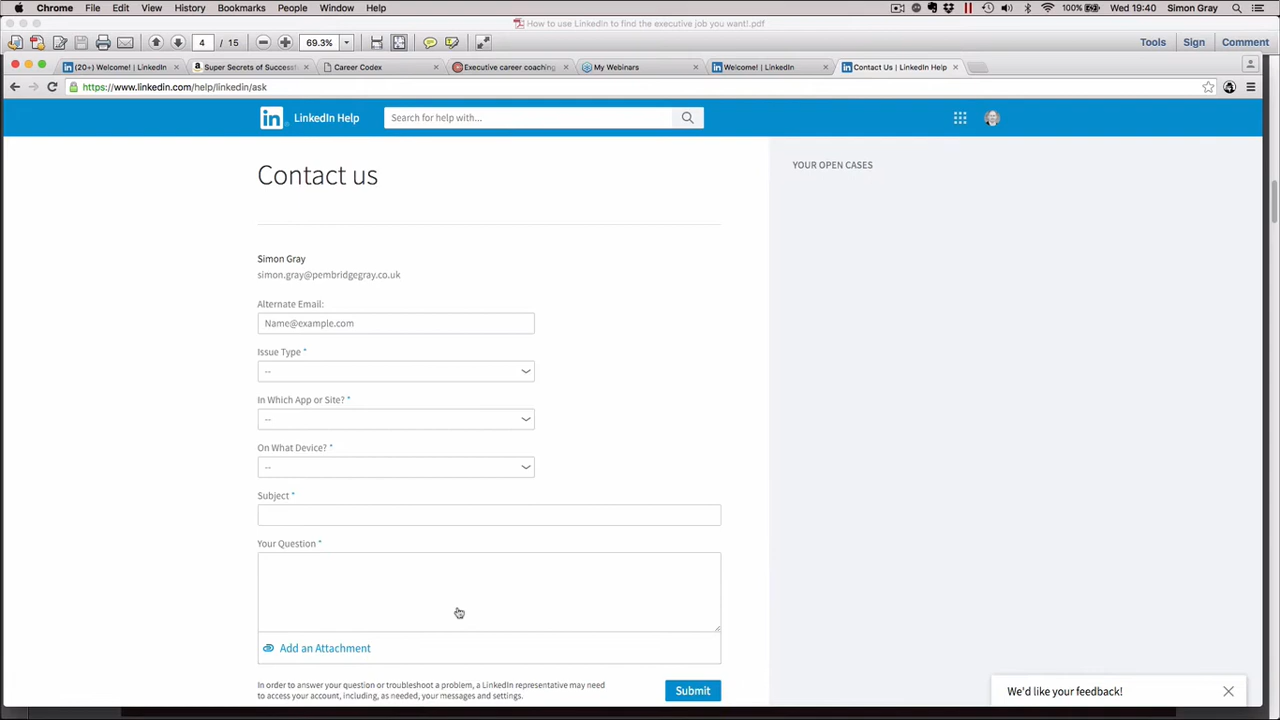 Chrome File Edit View History Bookmarks People Window Help 100% Wed 19:40 Simon Gray
How to use LinkedIn to find the executive job you want!.pdf
4 / 15 69.3% Tools Sign Comment
(20+) Welcome! | LinkedIn Super Secrets of Successf Career Codex Executive career coaching My Webinars Welcome! | LinkedIn Contact Us | LinkedIn Help
https://www.linkedin.com/help/linkedin/ask
in LinkedIn Help Search for help with...
Contact us
YOUR OPEN CASES
Simon Gray
simon.gray@pembridgegray.co.uk
Alternate Email:
Name@example.com
Issue Type *
--
In Which App or Site? *
--
On What Device? *
--
Subject *
Your Question *
Add an Attachment
In order to answer your question or troubleshoot a problem, a LinkedIn representative may need
to access your account, including, as needed, your messages and settings.
Submit
We'd like your feedback!